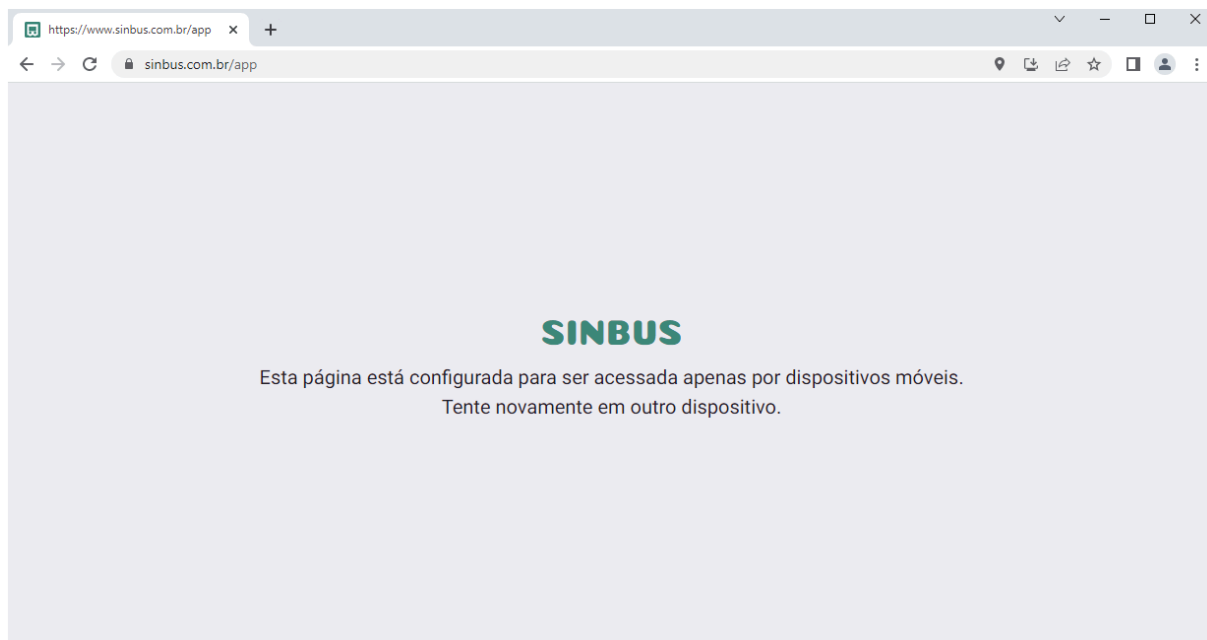 https://www.sinbus.com.br/app
sinbus.com.br/app
SINBUS
Esta página está configurada para ser acessada apenas por dispositivos móveis.
Tente novamente em outro dispositivo.